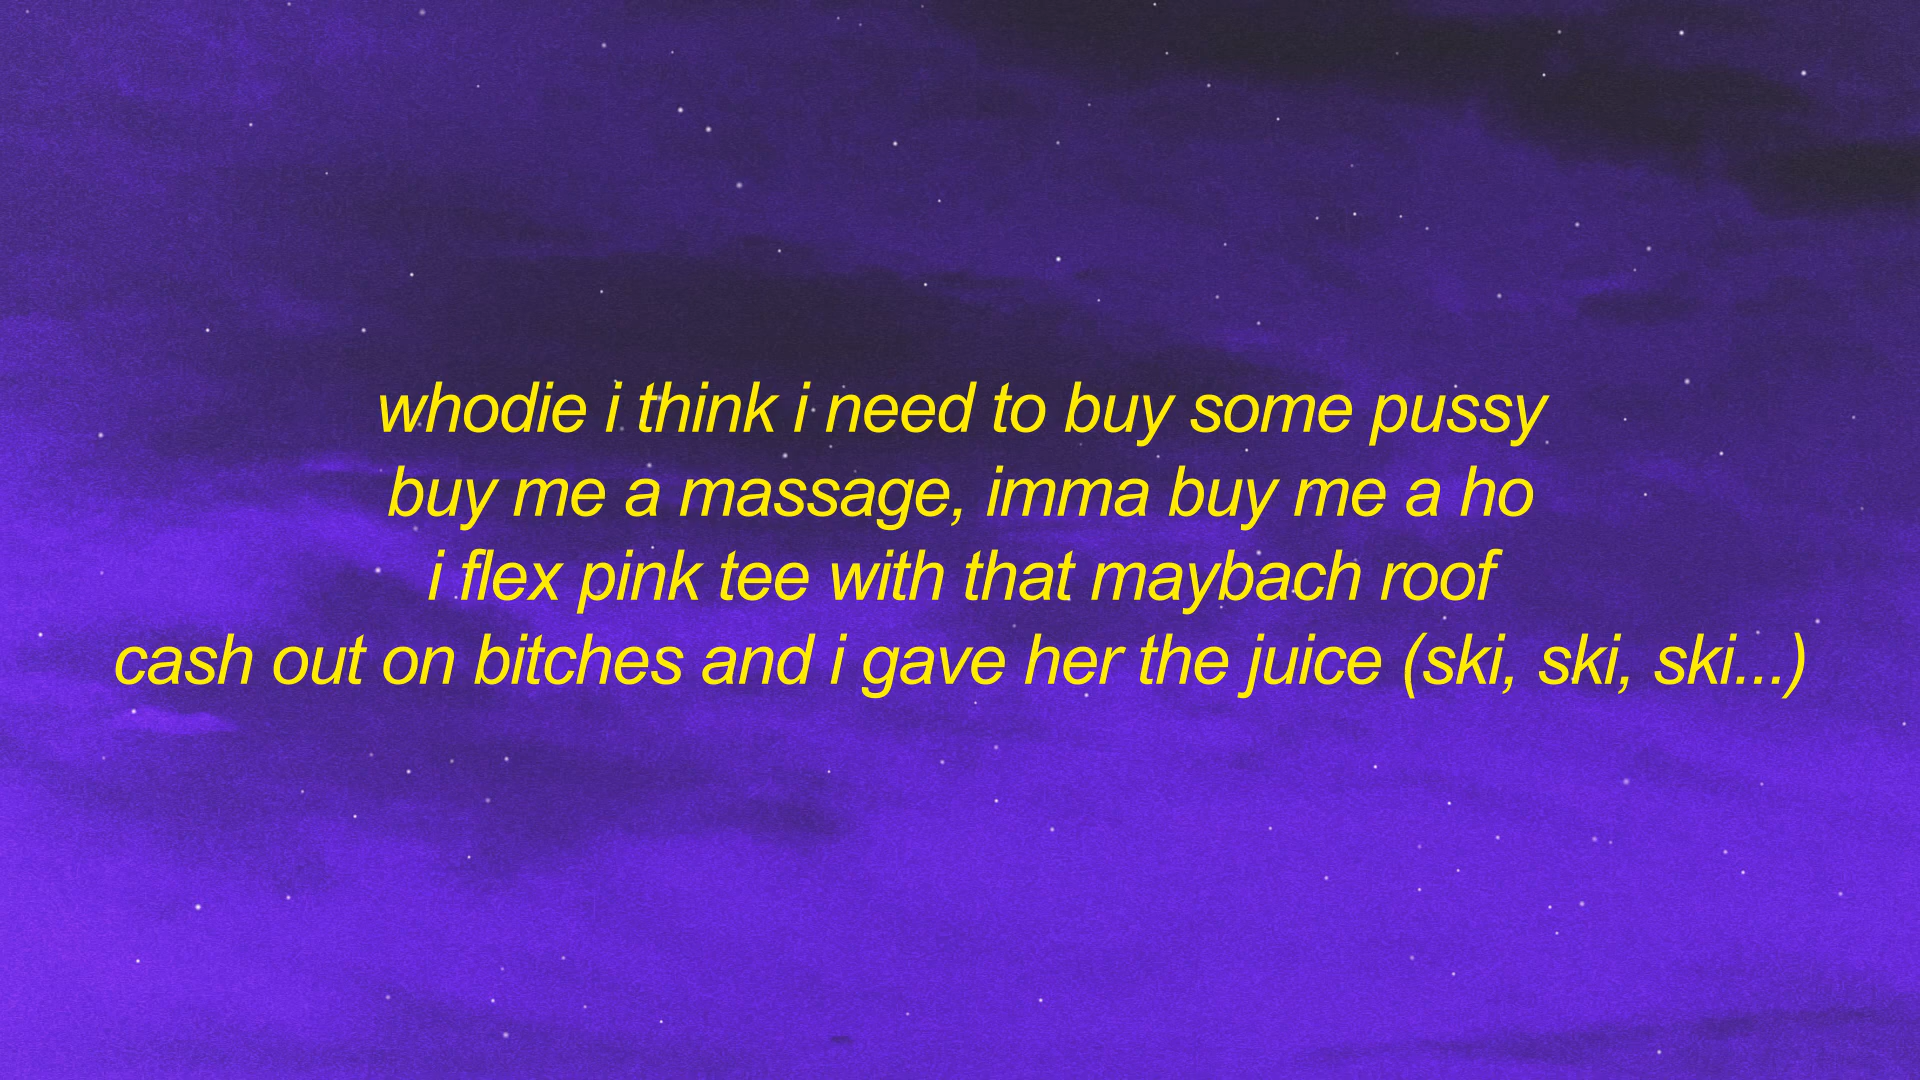 whodie i think i need to buy some pussy
buy me a massage, imma buy me a ho
i flex pink tee with that maybach roof
cash out on bitches and i gave her the juice (ski, ski, ski...)